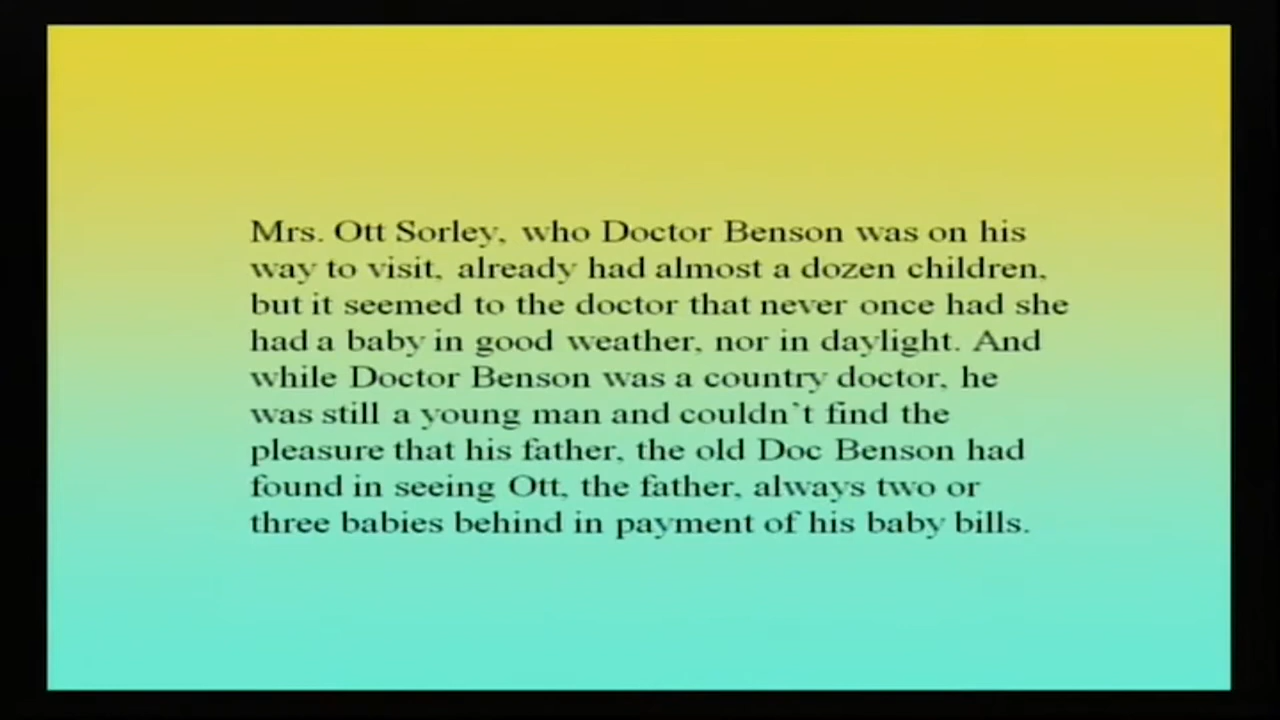 Mrs. Ott Sorley, who Doctor Benson was on his
way to visit, already had almost a dozen children,
but it seemed to the doctor that never once had she
had a baby in good weather, nor in daylight. And
while Doctor Benson was a country doctor, he
was still a young man and couldn`t find the
pleasure that his father, the old Doc Benson had
found in seeing Ott, the father, always two or
three babies behind in payment of his baby bills.